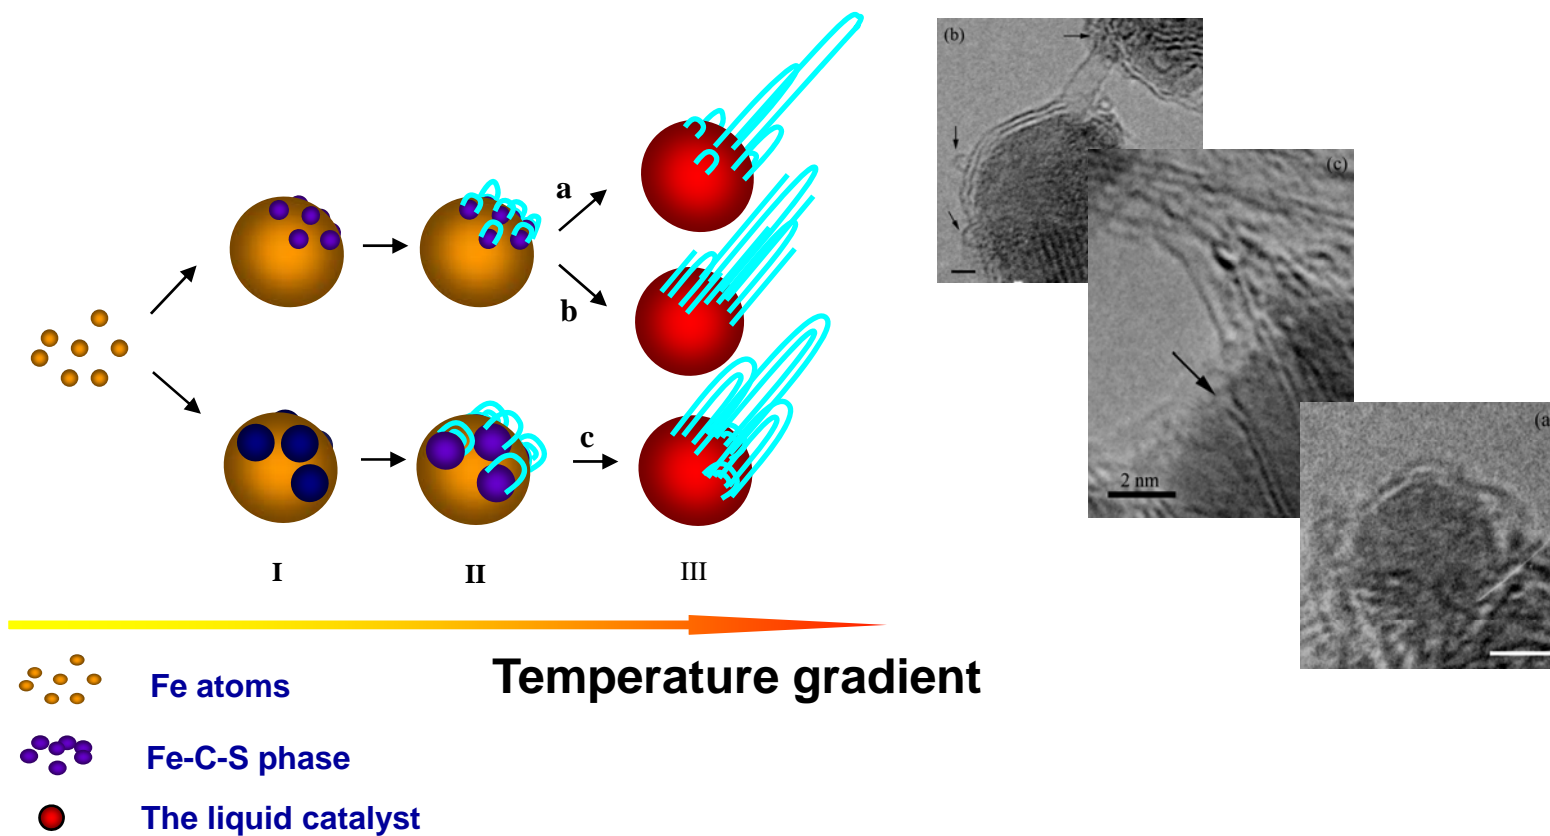 a
b
c
I
II
III
Temperature gradient
Fe atoms
Fe-C-S phase
The liquid catalyst
(b)
(c)
2 nm
(a